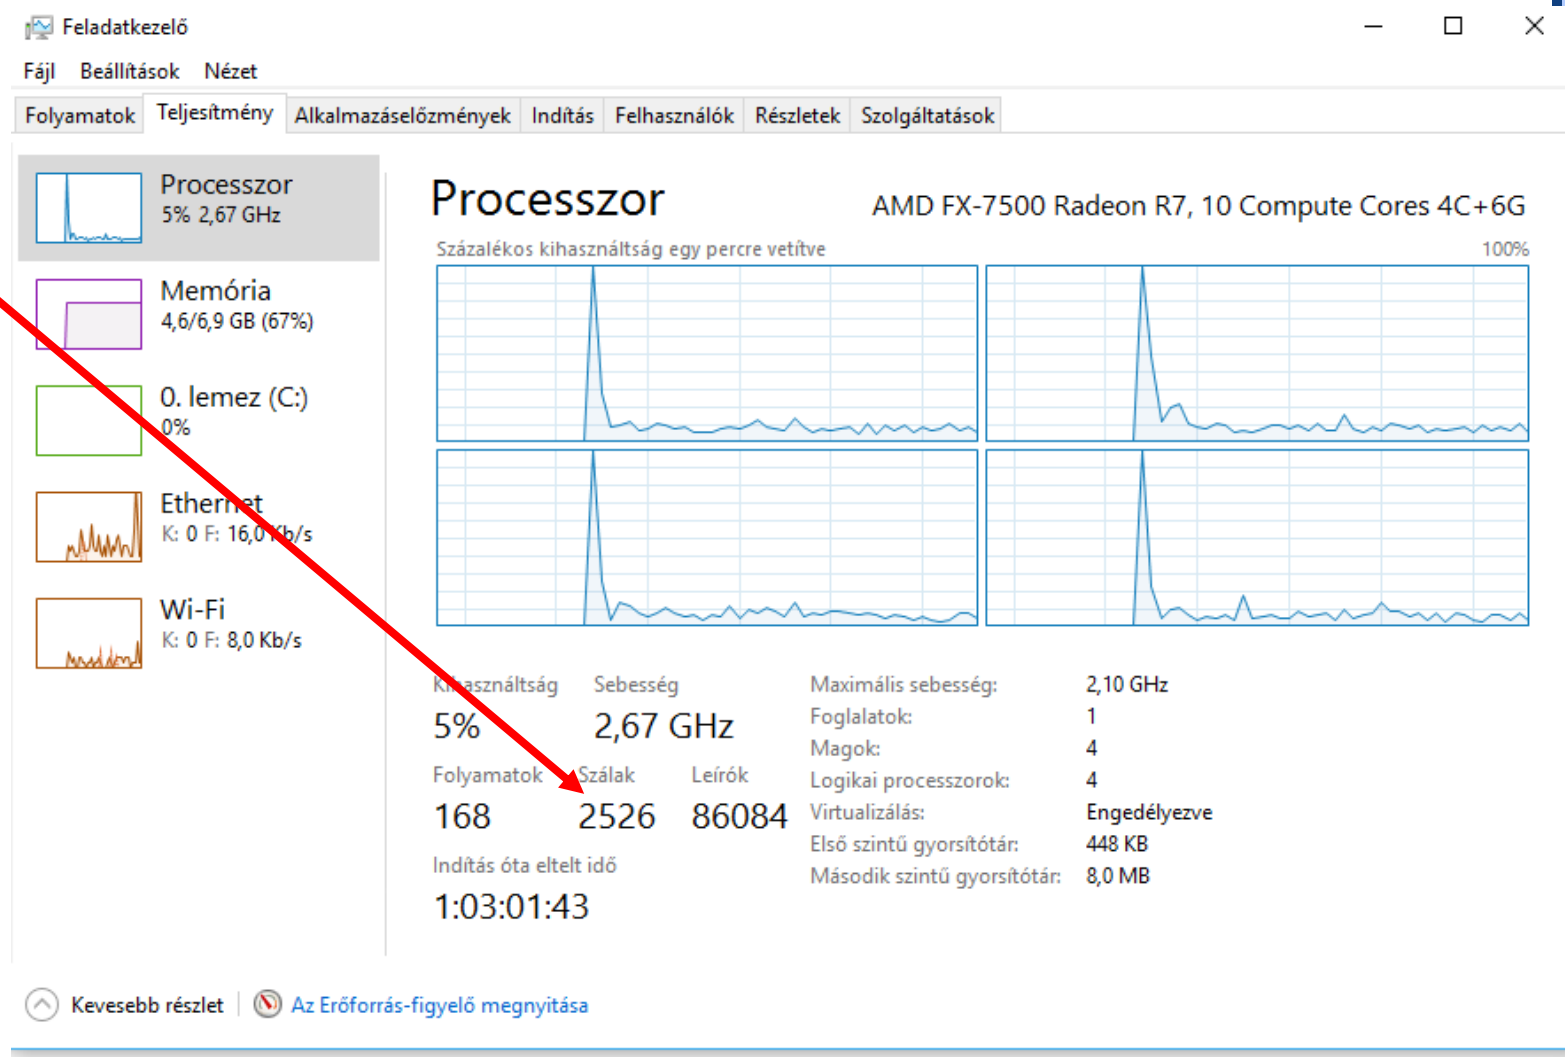 Feladatkezelő
Fájl Beállítások Nézet
Folyamatok Teljesítmény Alkalmazáselőzmények Indítás Felhasználók Részletek Szolgáltatások
Processzor
5% 2,67 GHz
Memória
4,6/6,9 GB (67%)
0. lemez (C:)
0%
Ethernet
K: 0 F: 16,0 Kb/s
Wi-Fi
K: 0 F: 8,0 Kb/s
Processzor AMD FX-7500 Radeon R7, 10 Compute Cores 4C+6G
Százalékos kihasználtság egy percre vetítve 100%
Kihasználtság Sebesség
5% 2,67 GHz
Folyamatok Szálak Leírók
168 2526 86084
Indítás óta eltelt idő
1:03:01:43
Maximális sebesség: 2,10 GHz
Foglalatok: 1
Magok: 4
Logikai processzorok: 4
Virtualizálás: Engedélyezve
Első szintű gyorsítótár: 448 KB
Második szintű gyorsítótár: 8,0 MB
Kevesebb részlet Az Erőforrás-figyelő megnyitása